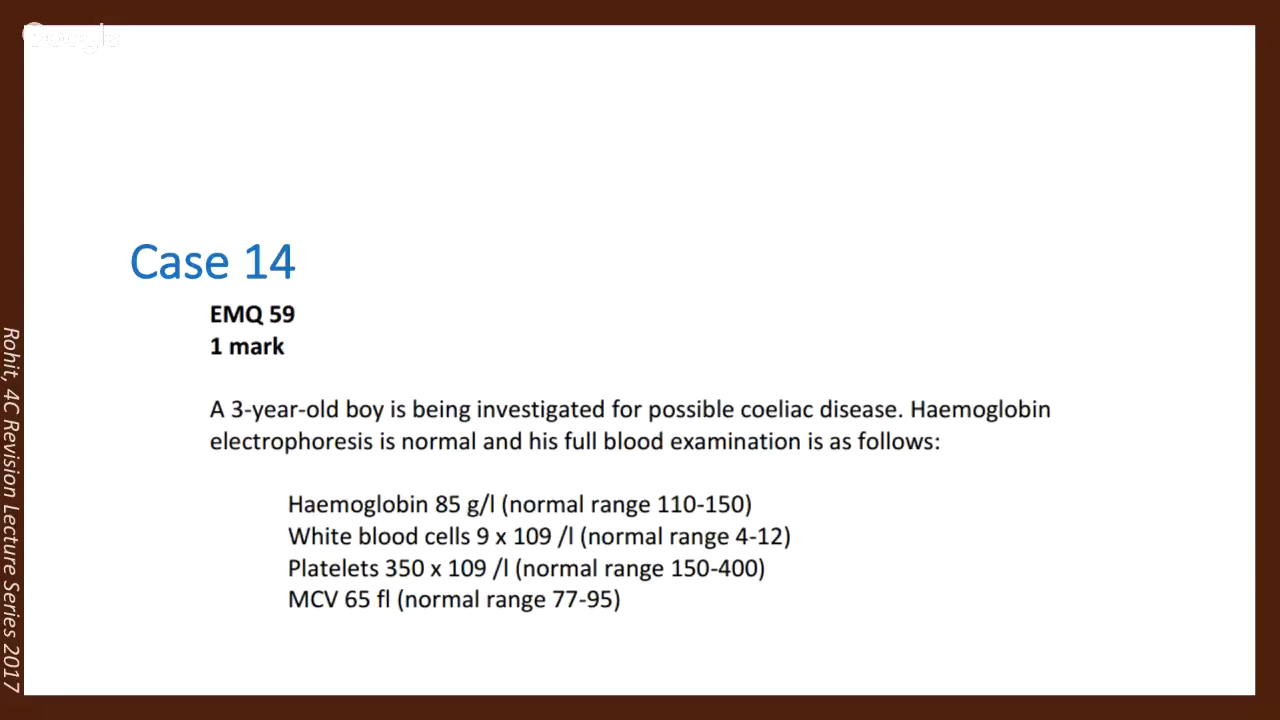 Google
Case 14
EMQ 59
1 mark
A 3-year-old boy is being investigated for possible coeliac disease. Haemoglobin
electrophoresis is normal and his full blood examination is as follows:
Haemoglobin 85 g/l (normal range 110-150)
White blood cells 9 x 109 /l (normal range 4-12)
Platelets 350 x 109 /l (normal range 150-400)
MCV 65 fl (normal range 77-95)
Rohit, 4C Revision Lecture Series 2017